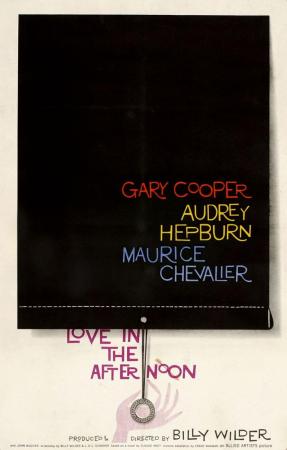 GARY COOPER
AUDREY
HEPBURN
MAURICE
CHEVALIER
LOVE IN
THE
AFTERNOON
PRODUCED & DIRECTED BY BILLY WILDER